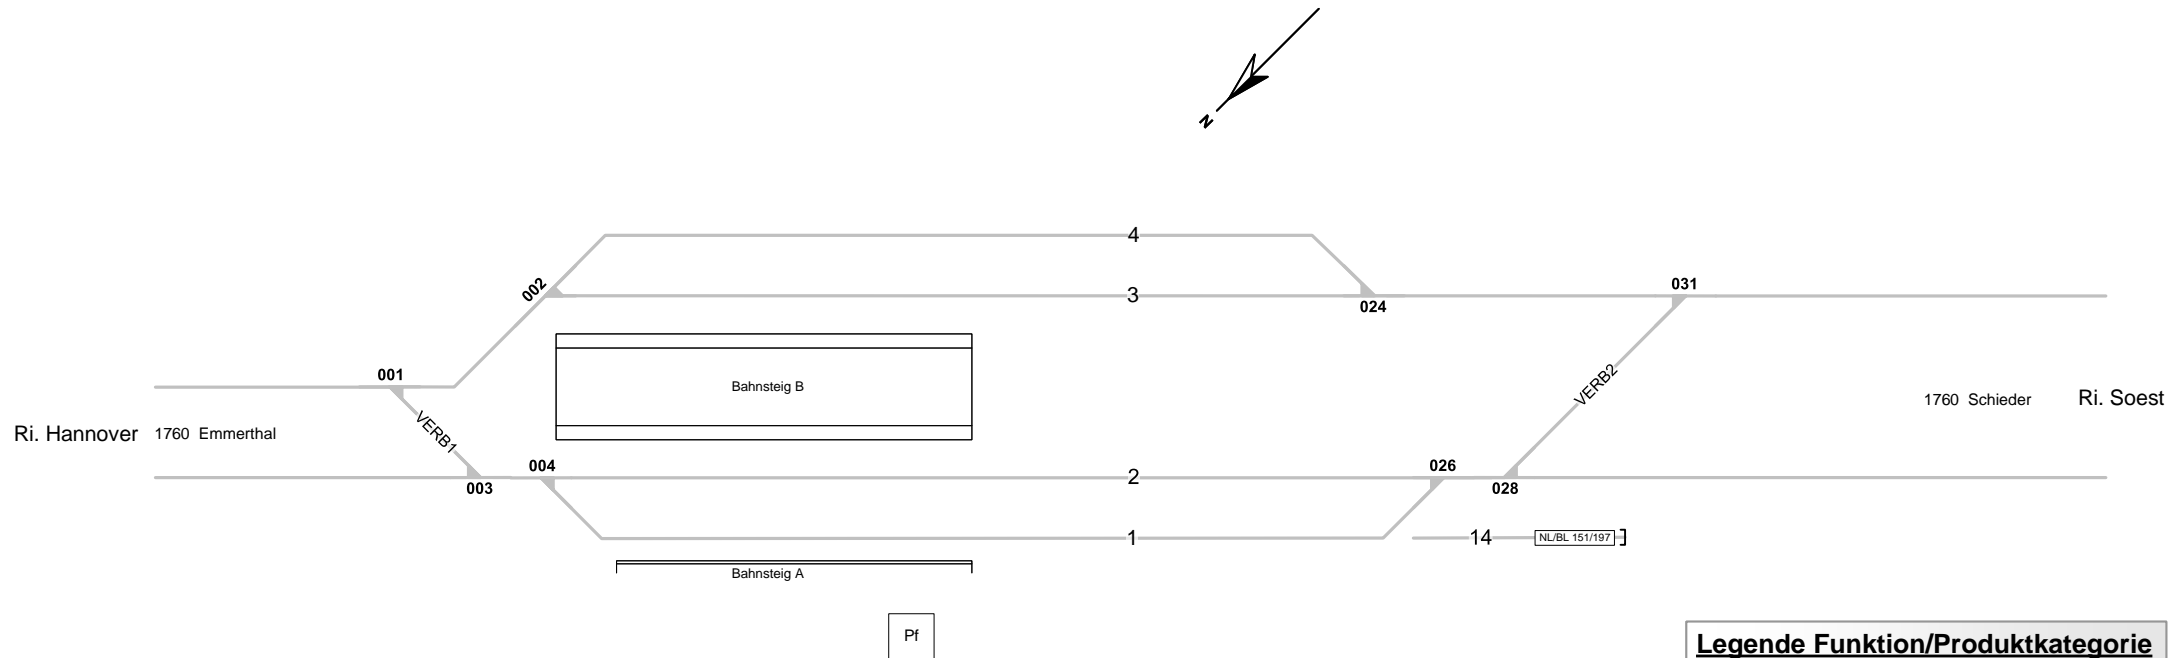 N
4
002
3
031
024
001
Bahnsteig B
VERB2
1760 Schieder
Ri. Soest
VERB1
Ri. Hannover
1760 Emmerthal
004
026
2
003
028
1
14
NL/BL 151/197
Bahnsteig A
Pf
Legende Funktion/Produktkategorie